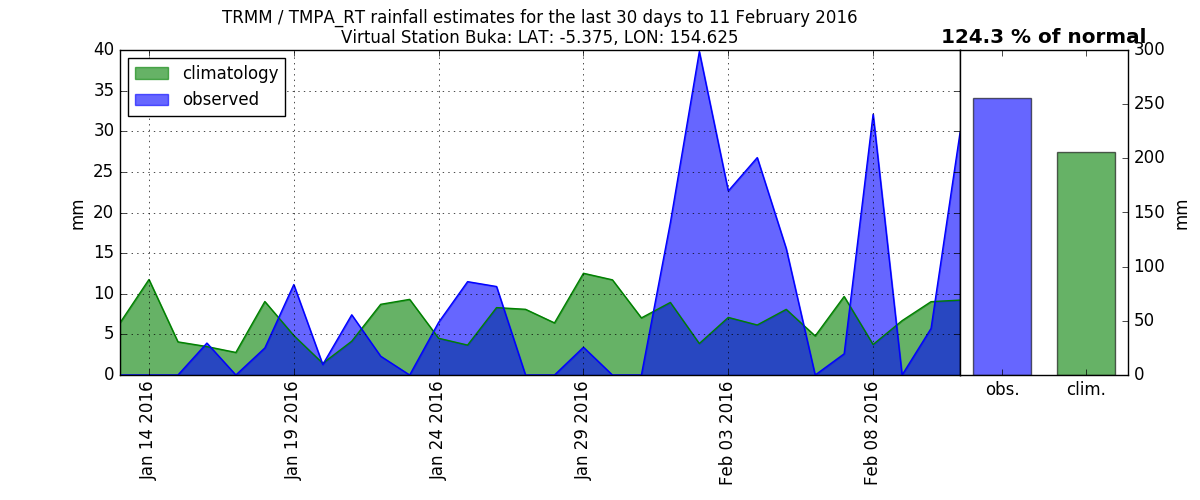 TRMM / TMPA_RT rainfall estimates for the last 30 days to 11 February 2016
Virtual Station Buka: LAT: -5.375, LON: 154.625
124.3 % of normal
climatology
observed
mm
40
35
30
25
20
15
10
5
0
Jan 14 2016
Jan 19 2016
Jan 24 2016
Jan 29 2016
Feb 03 2016
Feb 08 2016
obs.
clim.
300
250
200
150
100
50
0
mm